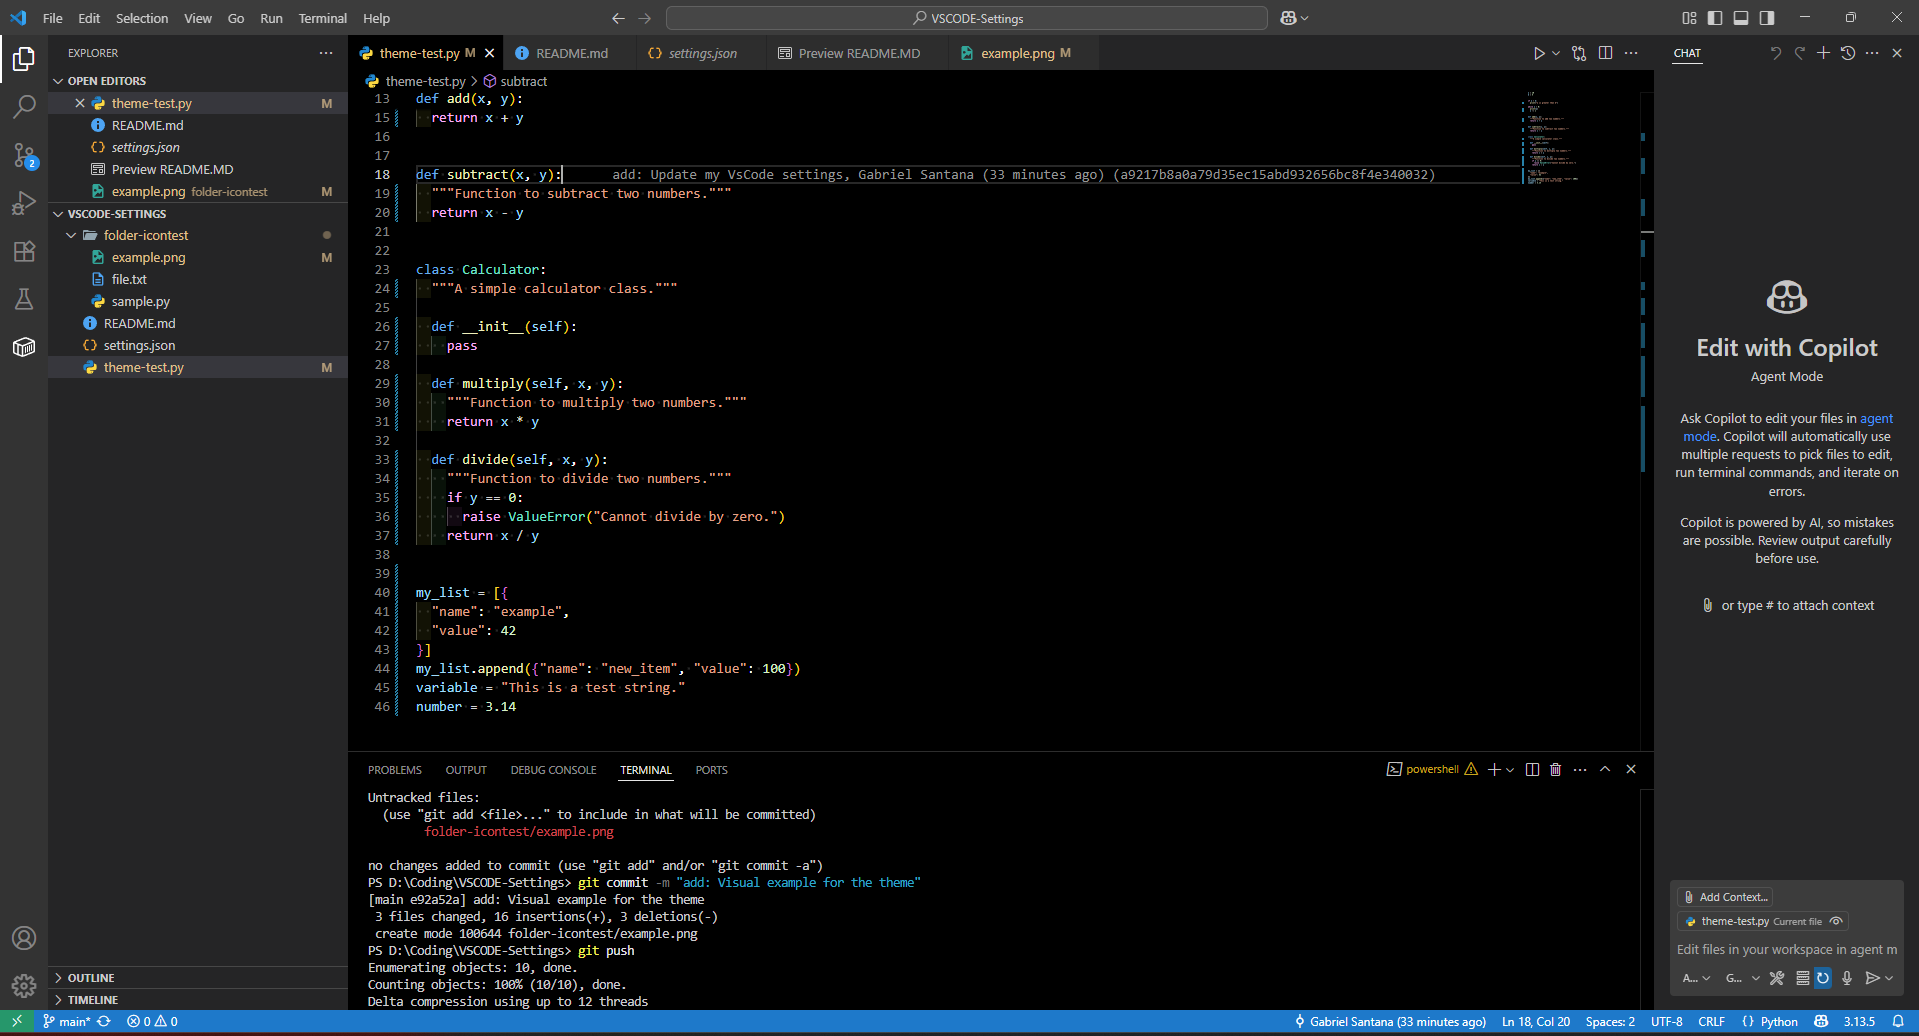 File Edit Selection View Go Run Terminal Help
VSCODE-Settings
EXPLORER
OPEN EDITORS
theme-test.py M
README.md
settings.json
Preview README.MD
example.png folder-icontest M
VSCODE-SETTINGS
folder-icontest
example.png M
file.txt
sample.py
README.md
settings.json
theme-test.py M
OUTLINE
TIMELINE
theme-test.py M
README.md
settings.json
Preview README.MD
example.png M
theme-test.py > subtract
13 def add(x, y):
15 return x + y
16
17
18 def subtract(x, y): add: Update my VsCode settings, Gabriel Santana (33 minutes ago) (a9217b8a0a79d35ec15abd932656bc8f4e340032)
19 """Function to subtract two numbers."""
20 return x - y
21
22
23 class Calculator:
24 """A simple calculator class."""
25
26 def __init__(self):
27 pass
28
29 def multiply(self, x, y):
30 """Function to multiply two numbers."""
31 return x * y
32
33 def divide(self, x, y):
34 """Function to divide two numbers."""
35 if y == 0:
36 raise ValueError("Cannot divide by zero.")
37 return x / y
38
39
40 my_list = [{
41 "name": "example",
42 "value": 42
43 }]
44 my_list.append({"name": "new_item", "value": 100})
45 variable = "This is a test string."
46 number = 3.14
PROBLEMS OUTPUT DEBUG CONSOLE TERMINAL PORTS
powershell
Untracked files:
(use "git add <file>..." to include in what will be committed)
folder-icontest/example.png
no changes added to commit (use "git add" and/or "git commit -a")
PS D:\Coding\VSCODE-Settings> git commit -m "add: Visual example for the theme"
[main e92a52a] add: Visual example for the theme
3 files changed, 16 insertions(+), 3 deletions(-)
create mode 100644 folder-icontest/example.png
PS D:\Coding\VSCODE-Settings> git push
Enumerating objects: 10, done.
Counting objects: 100% (10/10), done.
Delta compression using up to 12 threads
CHAT
Edit with Copilot
Agent Mode
Ask Copilot to edit your files in agent
mode. Copilot will automatically use
multiple requests to pick files to edit,
run terminal commands, and iterate on
errors.
Copilot is powered by AI, so mistakes
are possible. Review output carefully
before use.
or type # to attach context
Add Context...
theme-test.py Current file
Edit files in your workspace in agent m
A... G...
2
main* 0 0
Gabriel Santana (33 minutes ago) Ln 18, Col 20 Spaces: 2 UTF-8 CRLF {} Python 3.13.5